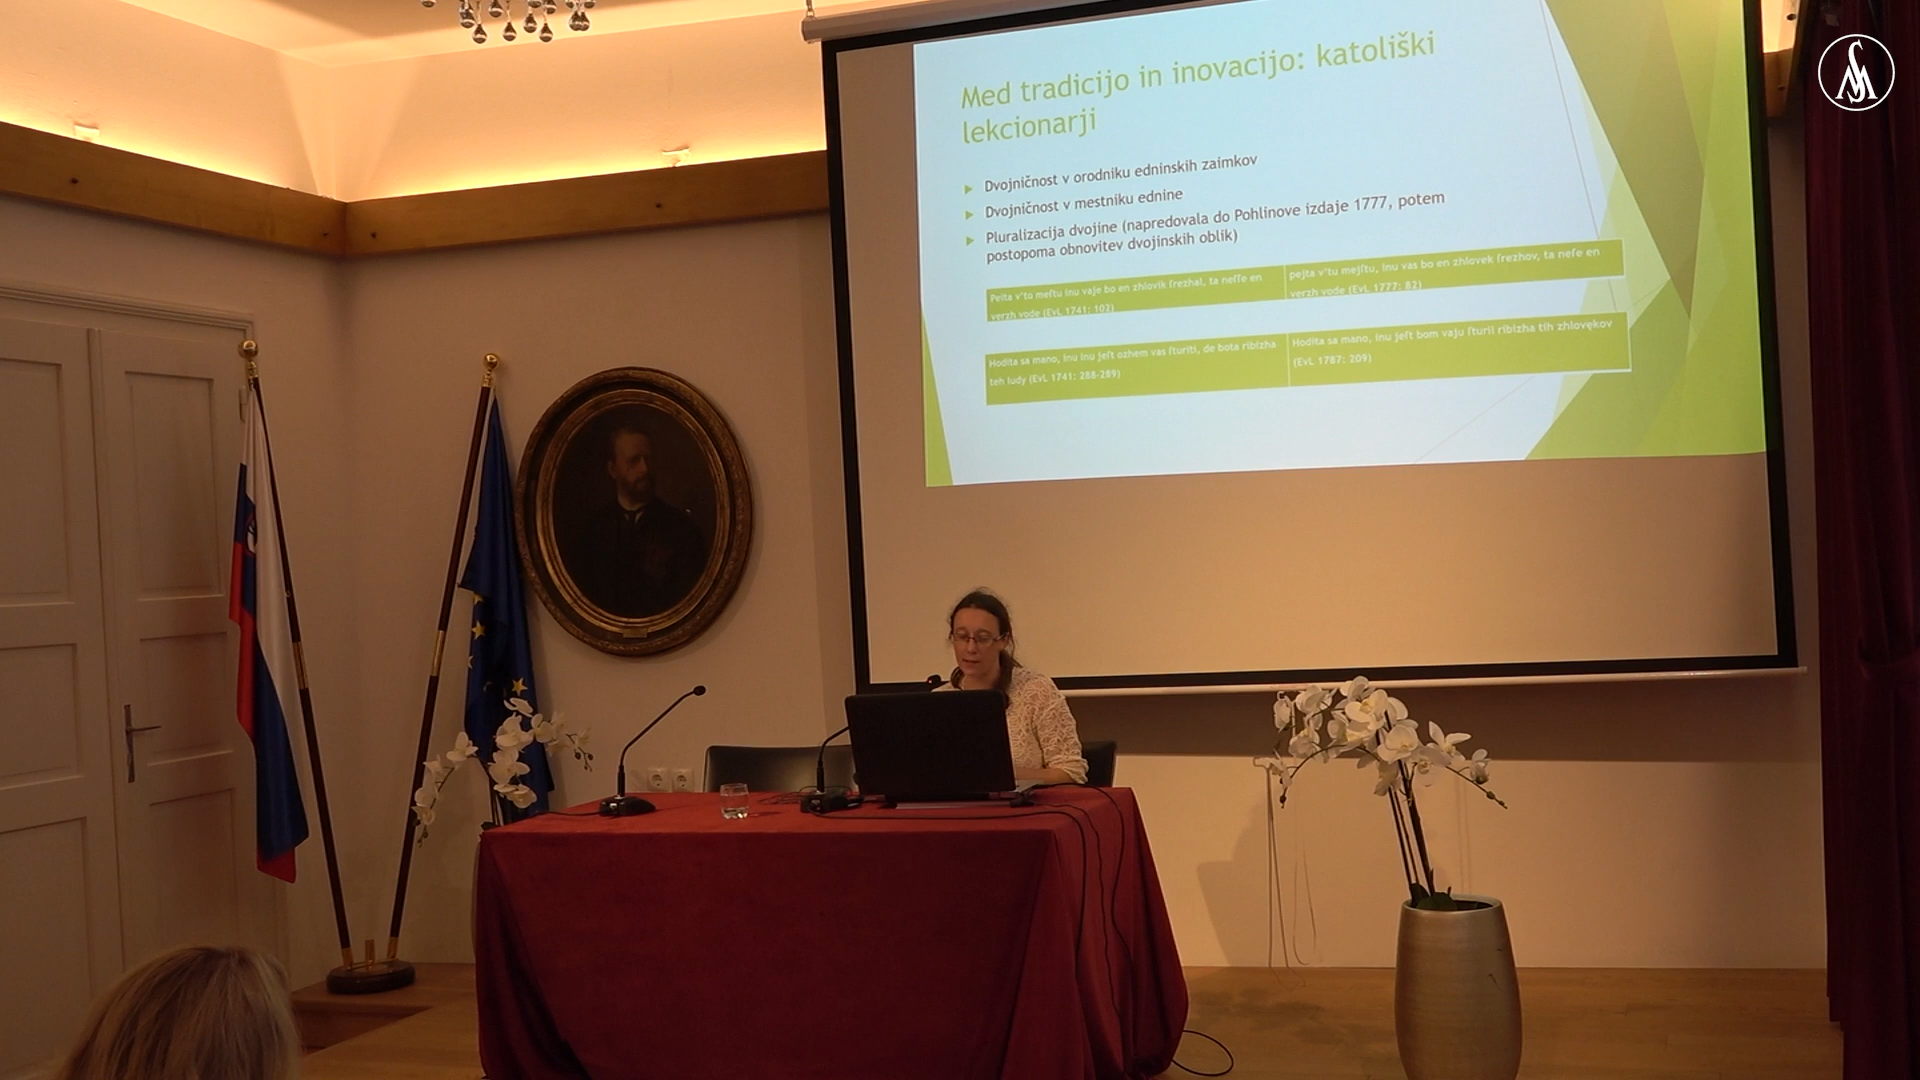 Med tradicijo in inovacijo: katoliški
lekcionarji
Dvojničnost v orodniku edninskih zaimkov
Dvojničnost v mestniku ednine
Pluralizacija dvojine (napredovala do Pohlinove izdaje 1777, potem
postopoma obnovitev dvojinskih oblik)
Peita v'to meſtu inu vaje bo en zhlovik ſrezhal, ta neſſe en
verzh vode (EvL 1741: 102)
pejta v'tu mejſtu, inu vas bo en zhlovek ſrezhov, ta neſe en
verzh vode (EvL 1777: 82)
Hodita sa mano, inu inu jeſt ozhem vas ſturiti, de bota ribizha
teh ludy (EvL 1741: 288-289)
Hodita sa mano, inu jeſt bom vaju ſturil ribizha tih zhlovękov
(EvL 1787: 209)